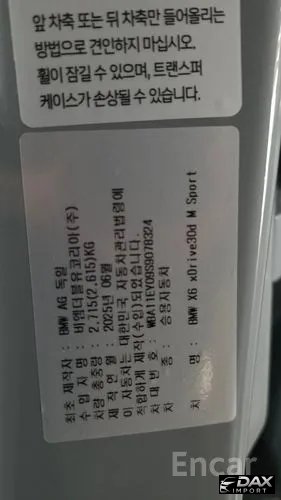 앞 차축 또는 뒤 차축만 들어올리는
방법으로 견인하지 마십시오.
휠이 잠길 수 있으며, 트랜스퍼
케이스가 손상될 수 있습니다.
최초 제작사 : BMW AG 독일
수 입 자 명 : 비엠더블유코리아(주)
차량 총중량 : 2,715(2,615)KG
제 작 연 월 : 2025년 06월
이 자동차는 대한민국 자동차관리법령에
적합하게 제작(수입)되었습니다.
차 대 번 호 : WBA11EY09S9D78324
차 종 : 승용자동차
차 명 : BMW X6 xDrive30d M Sport
Encar
DAX
IMPORT